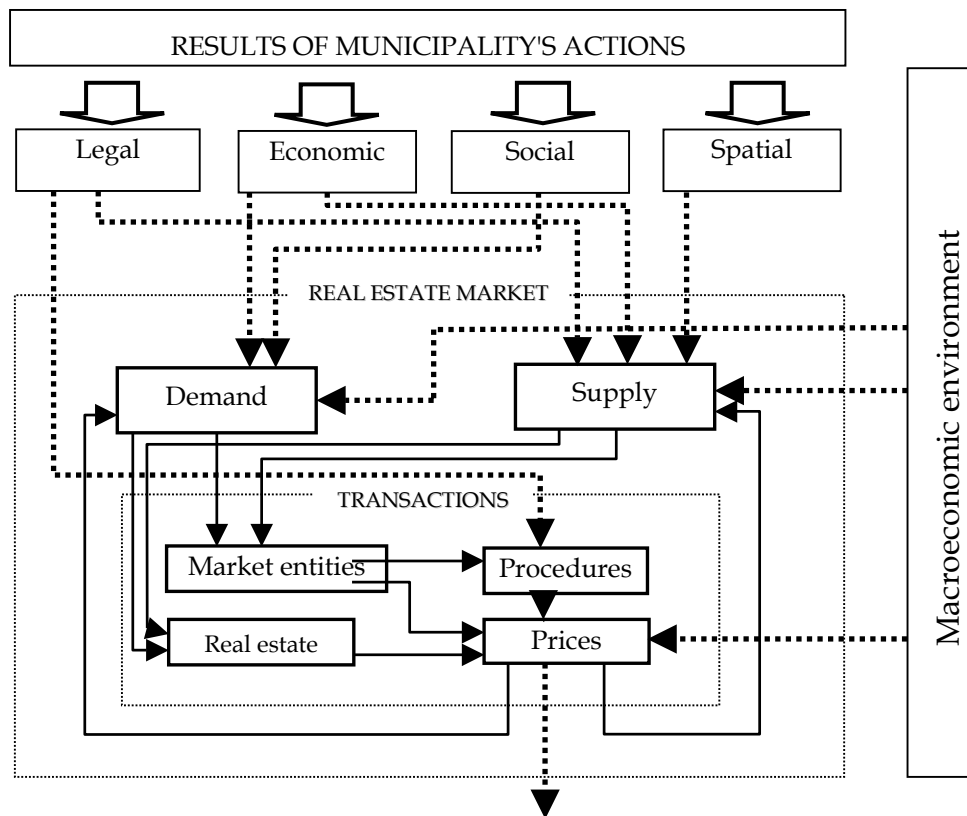 RESULTS OF MUNICIPALITY'S ACTIONS
Legal
Economic
Social
Spatial
Macroeconomic environment
REAL ESTATE MARKET
Demand
Supply
TRANSACTIONS
Market entities
Procedures
Real estate
Prices